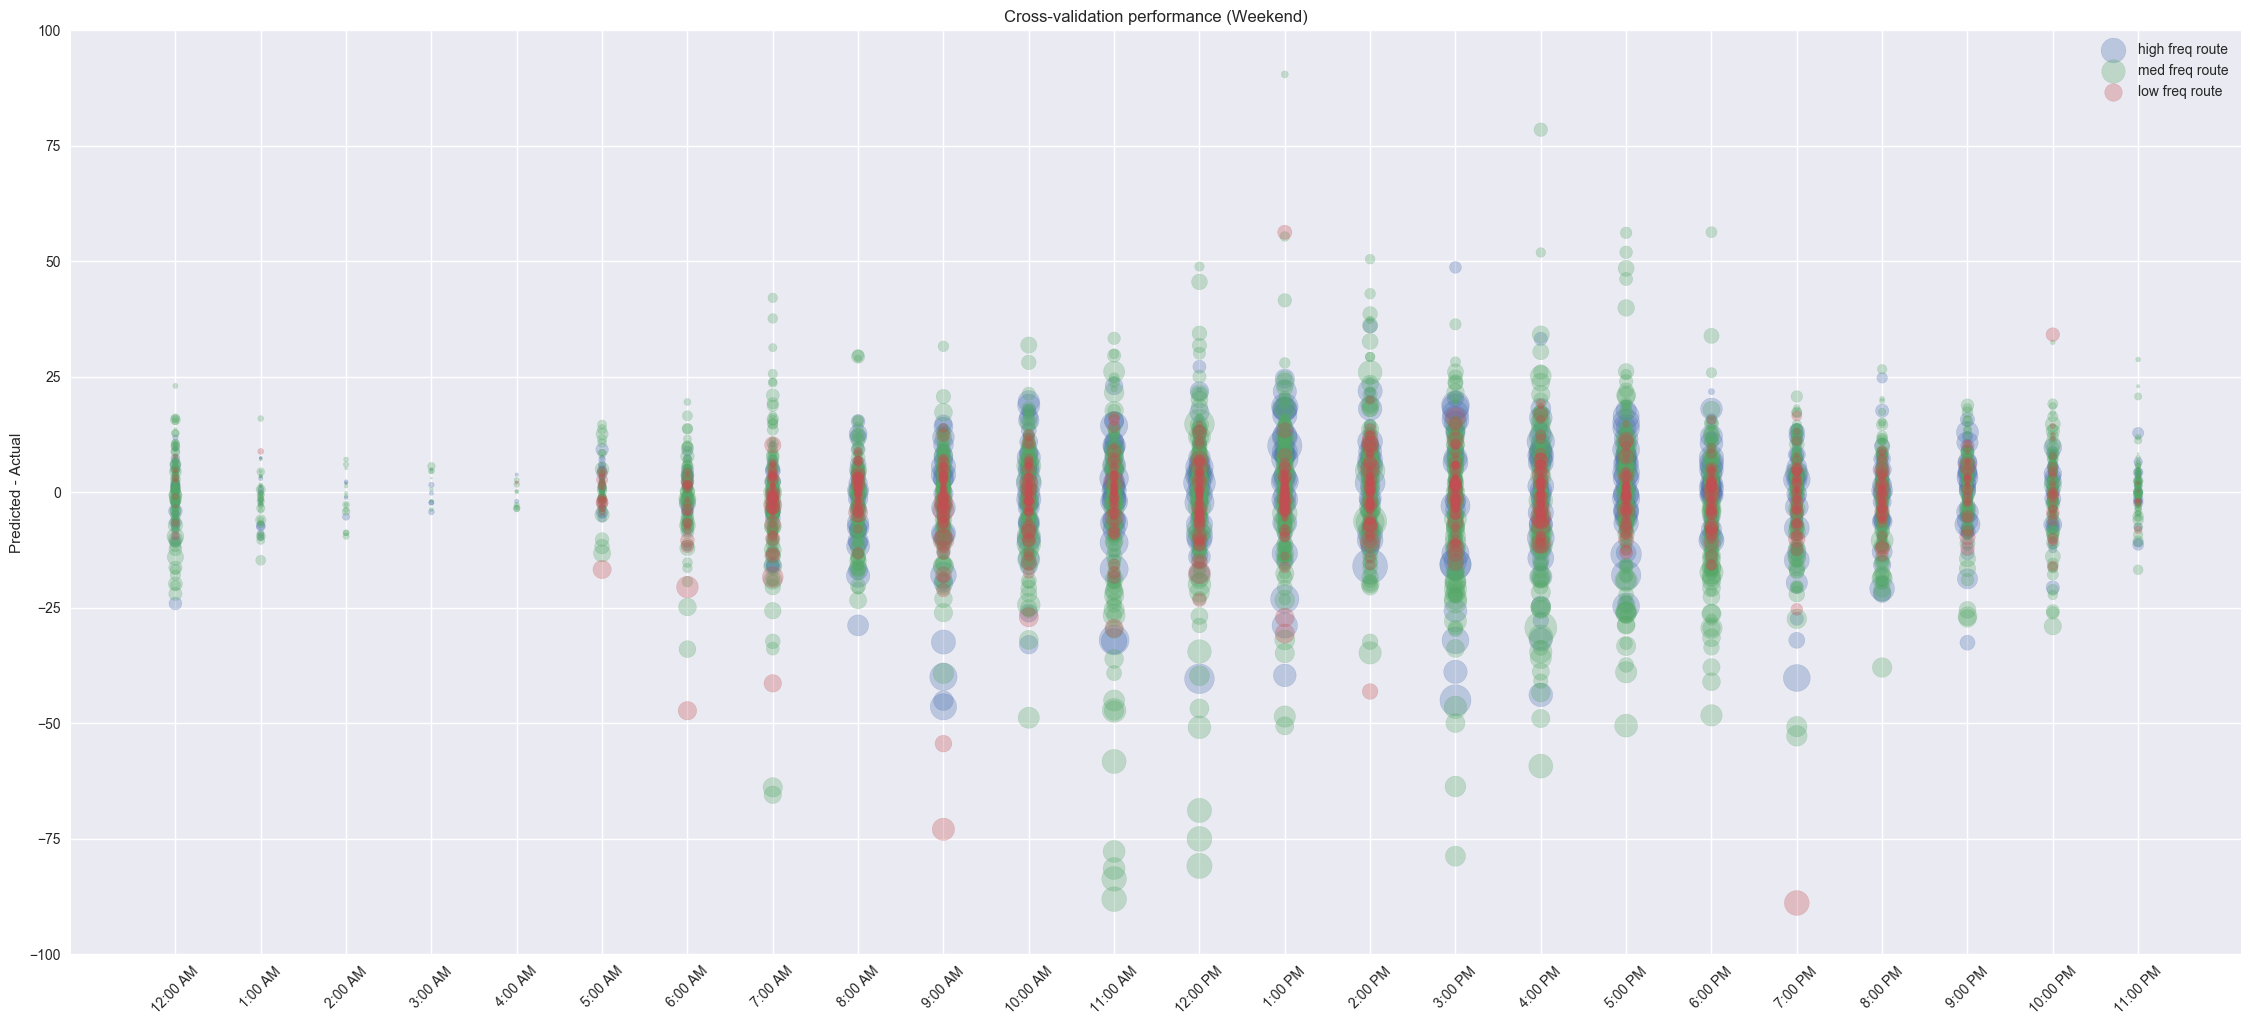 Cross-validation performance (Weekend)
high freq route
med freq route
low freq route
Predicted - Actual
100
75
50
25
0
−25
−50
−75
−100
12:00 AM
1:00 AM
2:00 AM
3:00 AM
4:00 AM
5:00 AM
6:00 AM
7:00 AM
8:00 AM
9:00 AM
10:00 AM
11:00 AM
12:00 PM
1:00 PM
2:00 PM
3:00 PM
4:00 PM
5:00 PM
6:00 PM
7:00 PM
8:00 PM
9:00 PM
10:00 PM
11:00 PM